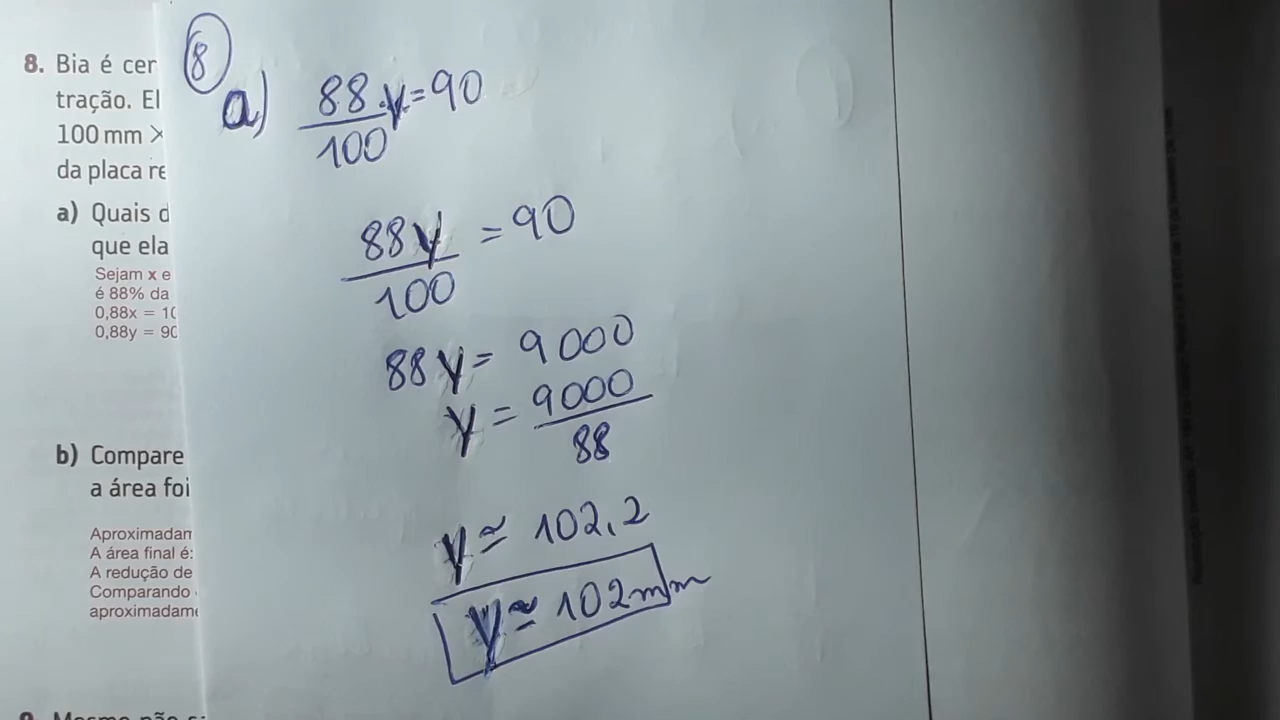 8. Bia é cer
tração. El
100 mm ×
da placa re
a) Quais d
que ela
Sejam x e
é 88% da
0,88x = 10
0,88y = 90
b) Compare
a área foi
Aproximadam
A área final é:
A redução de
Comparando
aproximadame
8
a) 88/100 . y = 90
88y/100 = 90
88y = 9000
y = 9000/88
y ≃ 102,2
y ≃ 102mm